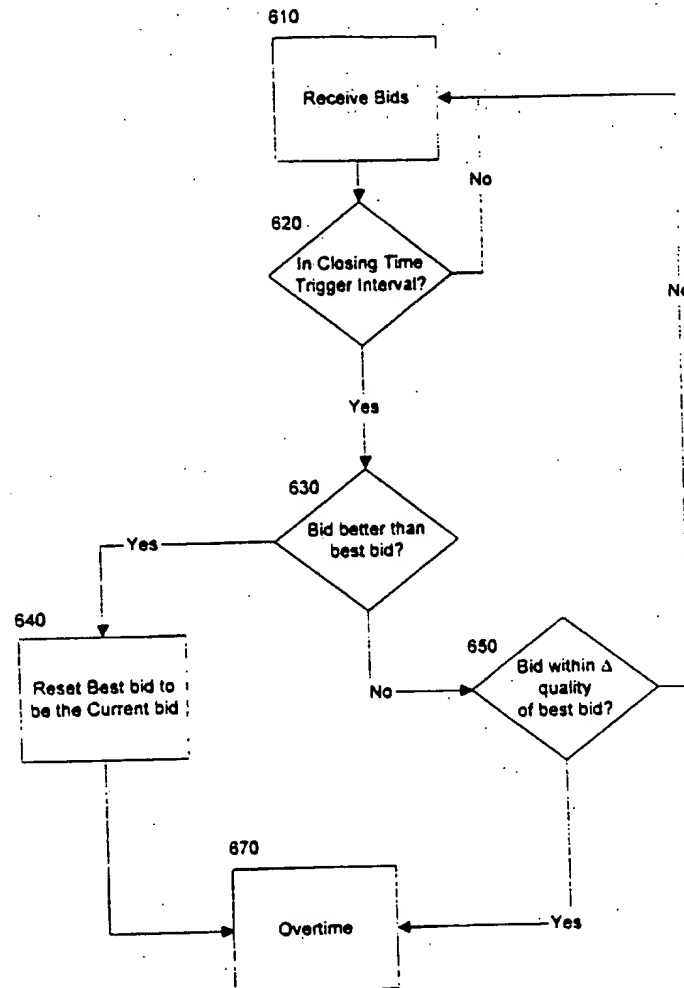 610
Receive Bids
No
620
In Closing Time
Trigger Interval?
No
Yes
630
Bid better than
best bid?
Yes
640
Reset Best bid to
be the Current bid
No
650
Bid within Δ
quality
of best bid?
670
Overtime
Yes